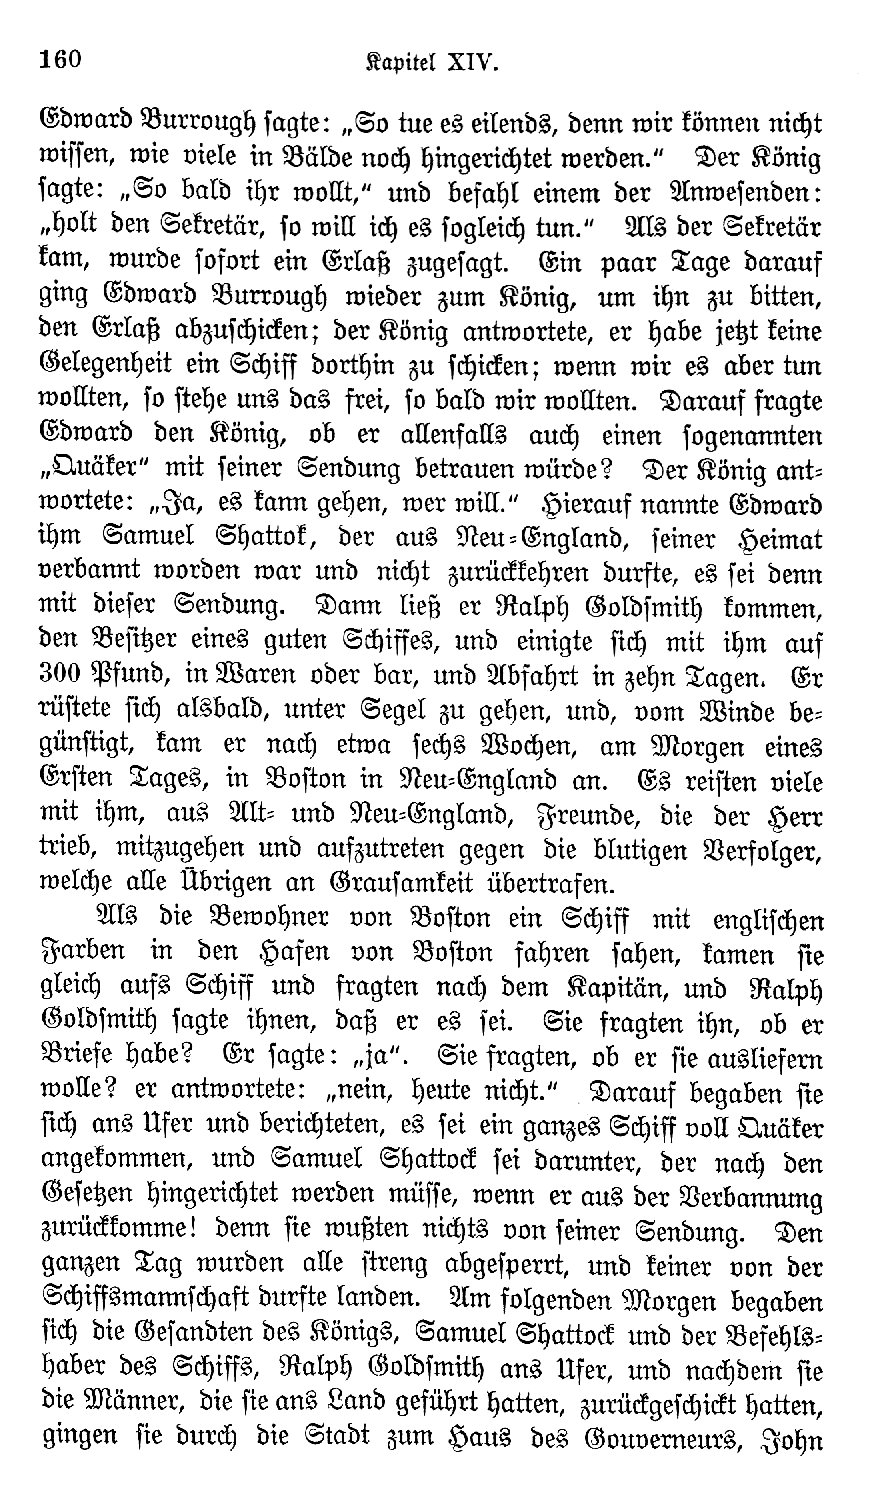 160 Kapitel XIV.
Edward Burrough sagte: „So tue es eilends, denn wir können nicht
wissen, wie viele in Bälde noch hingerichtet werden.“ Der König
sagte: „So bald ihr wollt,“ und befahl einem der Anwesenden:
„holt den Sekretär, so will ich es sogleich tun.“ Als der Sekretär
kam, wurde sofort ein Erlaß zugesagt. Ein paar Tage darauf
ging Edward Burrough wieder zum König, um ihn zu bitten,
den Erlaß abzuschicken; der König antwortete, er habe jetzt keine
Gelegenheit ein Schiff dorthin zu schicken; wenn wir es aber tun
wollten, so stehe uns das frei, so bald wir wollten. Darauf fragte
Edward den König, ob er allenfalls auch einen sogenannten
„Quäker“ mit seiner Sendung betrauen würde? Der König ant-
wortete: „Ja, es kann gehen, wer will.“ Hierauf nannte Edward
ihm Samuel Shattok, der aus Neu-England, seiner Heimat
verbannt worden war und nicht zurückkehren durfte, es sei denn
mit dieser Sendung. Dann ließ er Ralph Goldsmith kommen,
den Besitzer eines guten Schiffes, und einigte sich mit ihm auf
300 Pfund, in Waren oder bar, und Abfahrt in zehn Tagen. Er
rüstete sich alsbald, unter Segel zu gehen, und, vom Winde be-
günstigt, kam er nach etwa sechs Wochen, am Morgen eines
Ersten Tages, in Boston in Neu-England an. Es reisten viele
mit ihm, aus Alt- und Neu-England, Freunde, die der Herr
trieb, mitzugehen und aufzutreten gegen die blutigen Verfolger,
welche alle Übrigen an Grausamkeit übertrafen.
Als die Bewohner von Boston ein Schiff mit englischen
Farben in den Hafen von Boston fahren sahen, kamen sie
gleich aufs Schiff und fragten nach dem Kapitän, und Ralph
Goldsmith sagte ihnen, daß er es sei. Sie fragten ihn, ob er
Briefe habe? Er sagte: „ja“. Sie fragten, ob er sie ausliefern
wolle? er antwortete: „nein, heute nicht.“ Darauf begaben sie
sich ans Ufer und berichteten, es sei ein ganzes Schiff voll Quäker
angekommen, und Samuel Shattock sei darunter, der nach den
Gesetzen hingerichtet werden müsse, wenn er aus der Verbannung
zurückkomme! denn sie wußten nichts von seiner Sendung. Den
ganzen Tag wurden alle streng abgesperrt, und keiner von der
Schiffsmannschaft durfte landen. Am folgenden Morgen begaben
sich die Gesandten des Königs, Samuel Shattock und der Befehls-
haber des Schiffs, Ralph Goldsmith ans Ufer, und nachdem sie
die Männer, die sie ans Land geführt hatten, zurückgeschickt hatten,
gingen sie durch die Stadt zum Haus des Gouverneurs, John